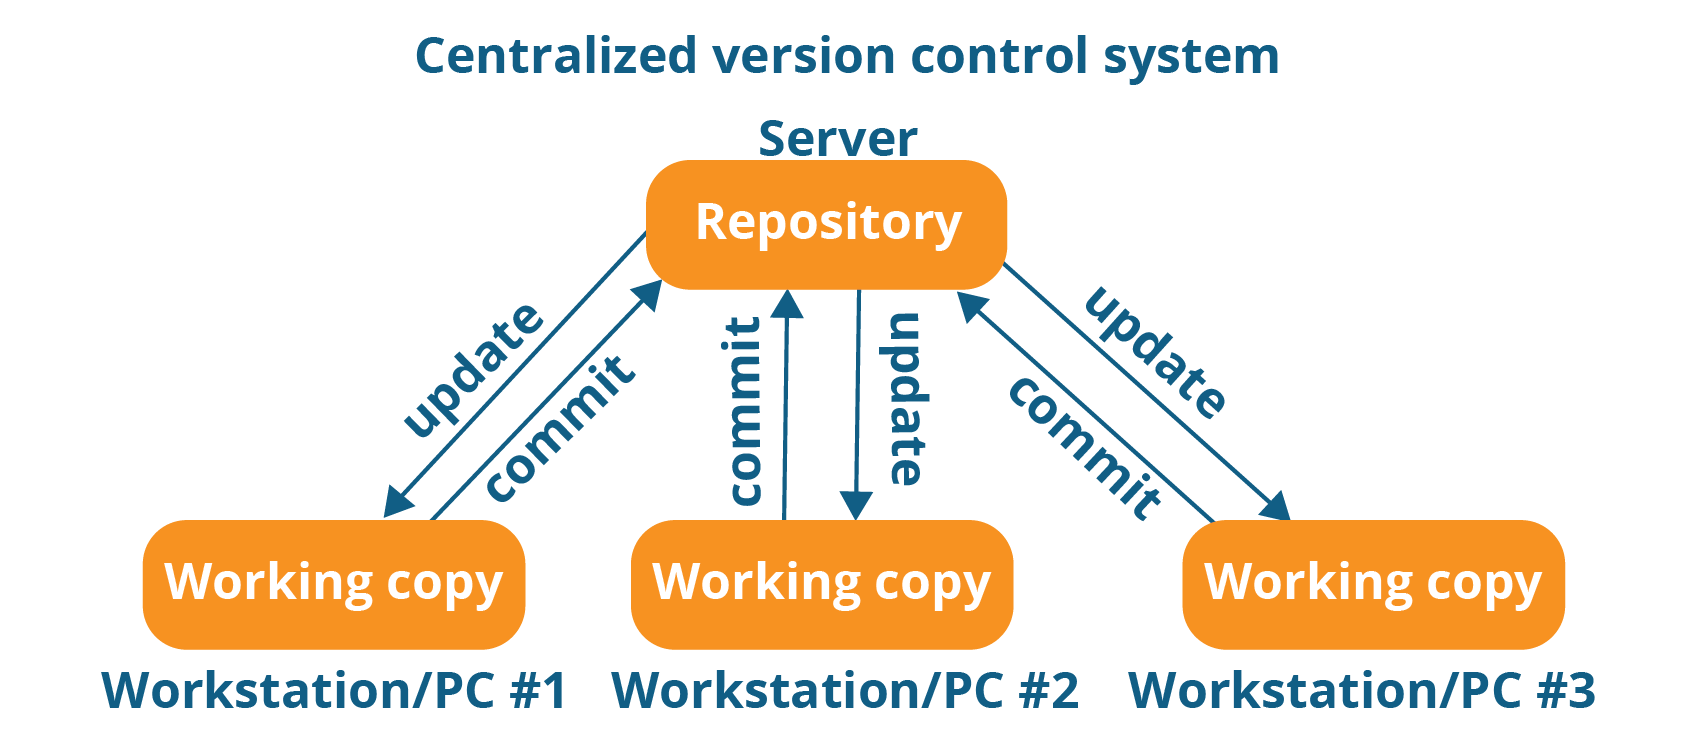 Centralized version control system
Server
Repository
update
commit
commit
update
update
commit
Working copy
Working copy
Working copy
Workstation/PC #1
Workstation/PC #2
Workstation/PC #3